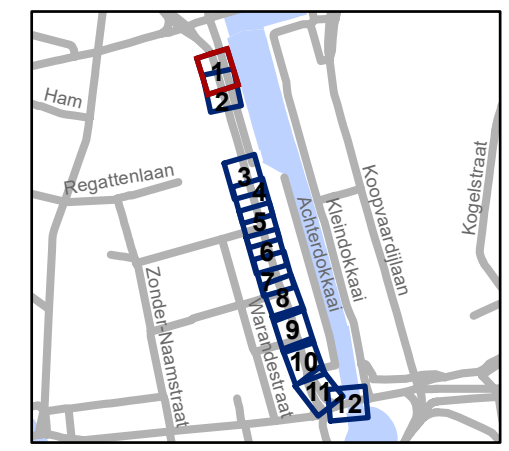 1
2
Ham
Regattenlaan
3
4
5
6
7
8
9
10
11
12
Zonder-Naamstraat
Warandestraat
Achterdokkaai
Kleindokkaai
Koopvaardijlaan
Kogelstraat